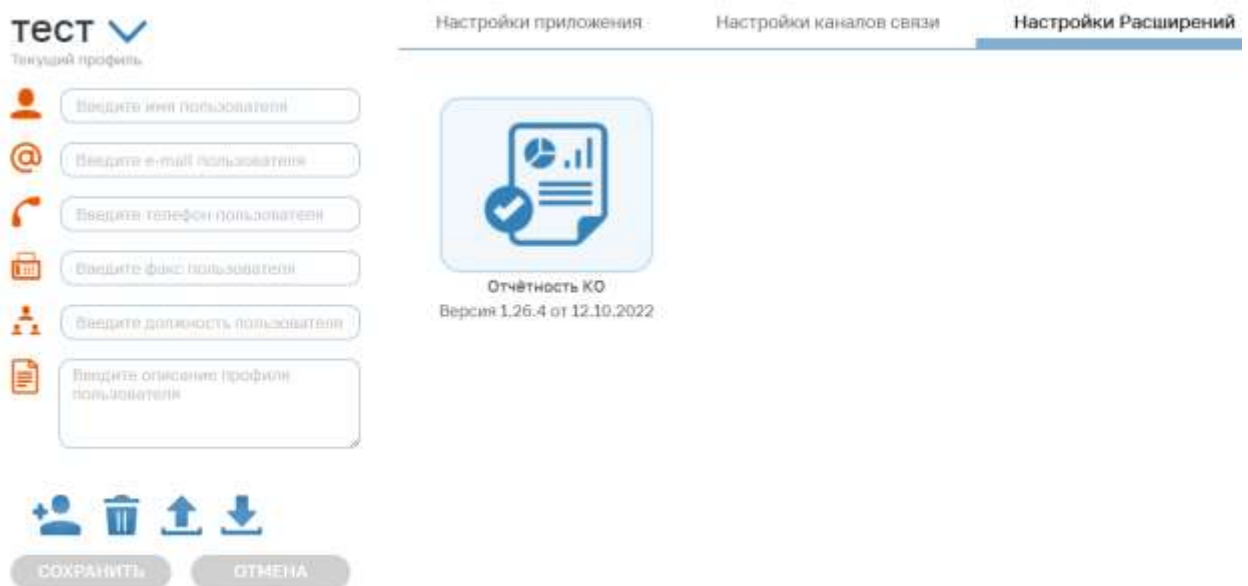 тест
Текущий профиль
Введите имя пользователя
Введите e-mail пользователя
Введите телефон пользователя
Введите факс пользователя
Введите должность пользователя
Введите описание профиля
пользователя
СОХРАНИТЬ
ОТМЕНА
Настройки приложения
Настройки каналов связи
Настройки Расширений
Отчётность КО
Версия 1.26.4 от 12.10.2022